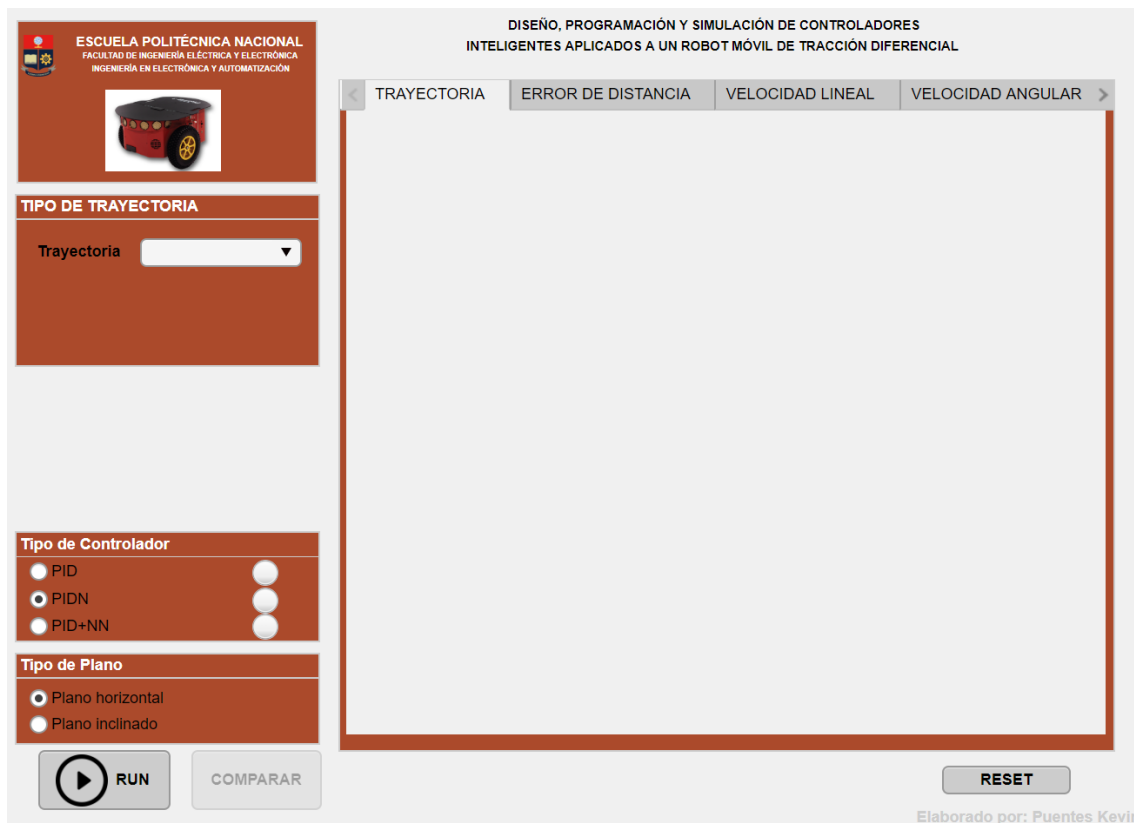 DISEÑO, PROGRAMACIÓN Y SIMULACIÓN DE CONTROLADORES
INTELIGENTES APLICADOS A UN ROBOT MÓVIL DE TRACCIÓN DIFERENCIAL
ESCUELA POLITÉCNICA NACIONAL
FACULTAD DE INGENIERÍA ELÉCTRICA Y ELECTRÓNICA
INGENIERÍA EN ELECTRÓNICA Y AUTOMATIZACIÓN
TRAYECTORIA ERROR DE DISTANCIA VELOCIDAD LINEAL VELOCIDAD ANGULAR
TIPO DE TRAYECTORIA
Trayectoria
Tipo de Controlador
PID
PIDN
PID+NN
Tipo de Plano
Plano horizontal
Plano inclinado
RUN COMPARAR RESET
Elaborado por: Puentes Kevin